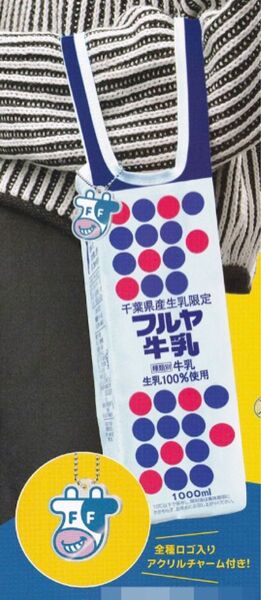 F F
千葉県産生乳限定
フルヤ
牛乳
種類別 牛乳
生乳100%使用
1000ml
F F
全種ロゴ入り
アクリルチャーム付き!